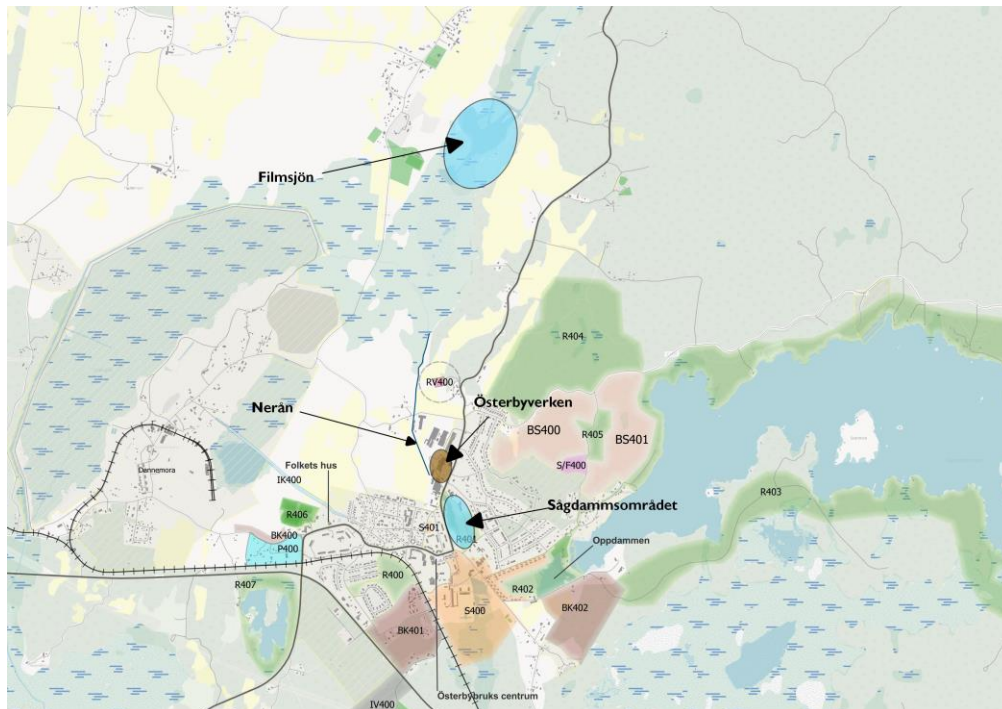 Filmsjön
R404
RV400
Österbyverken
Nerån
BS400
R405
BS401
Folkets hus
Dannemora
IK400
S/F400
R403
Sågdammsområdet
R406
S401
R401
BK400
Oppdammen
P400
R407
R400
R402
S400
BK402
BK401
Österbybruks centrum
IV400